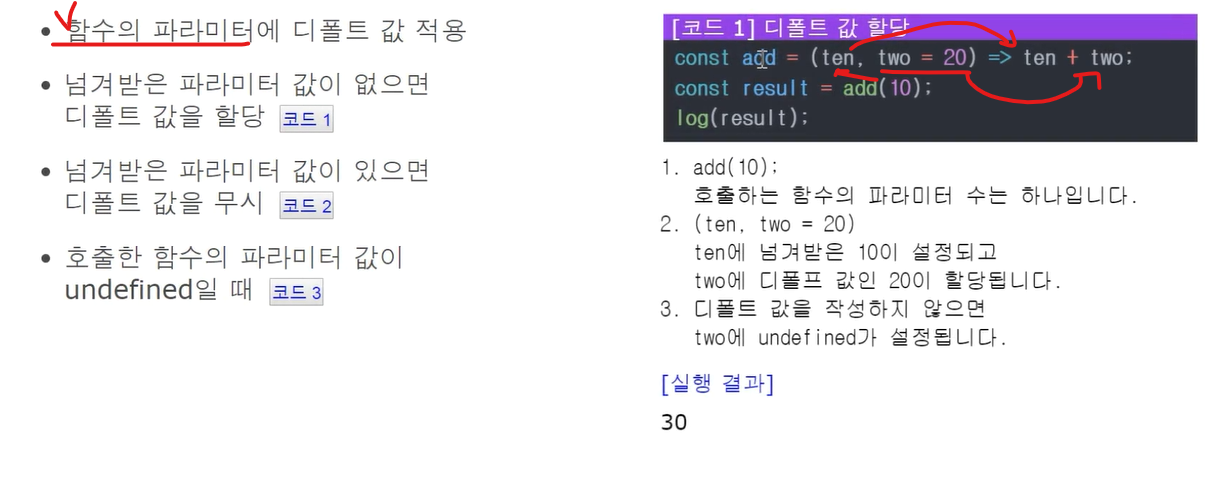 함수의 파라미터에 디폴트 값 적용
넘겨받은 파라미터 값이 없으면
디폴트 값을 할당 코드 1
넘겨받은 파라미터 값이 있으면
디폴트 값을 무시 코드 2
호출한 함수의 파라미터 값이
undefined일 때 코드 3
[코드 1] 디폴트 값 할당
const add = (ten, two = 20) => ten + two;
const result = add(10);
log(result);
1. add(10);
호출하는 함수의 파라미터 수는 하나입니다.
2. (ten, two = 20)
ten에 넘겨받은 10이 설정되고
two에 디폴프 값인 20이 할당됩니다.
3. 디폴트 값을 작성하지 않으면
two에 undefined가 설정됩니다.
[실행 결과]
30